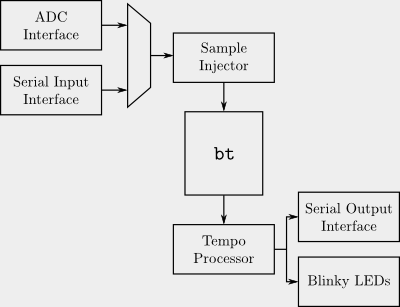 ADC
Interface
Serial Input
Interface
Sample
Injector
bt
Tempo
Processor
Serial Output
Interface
Blinky LEDs